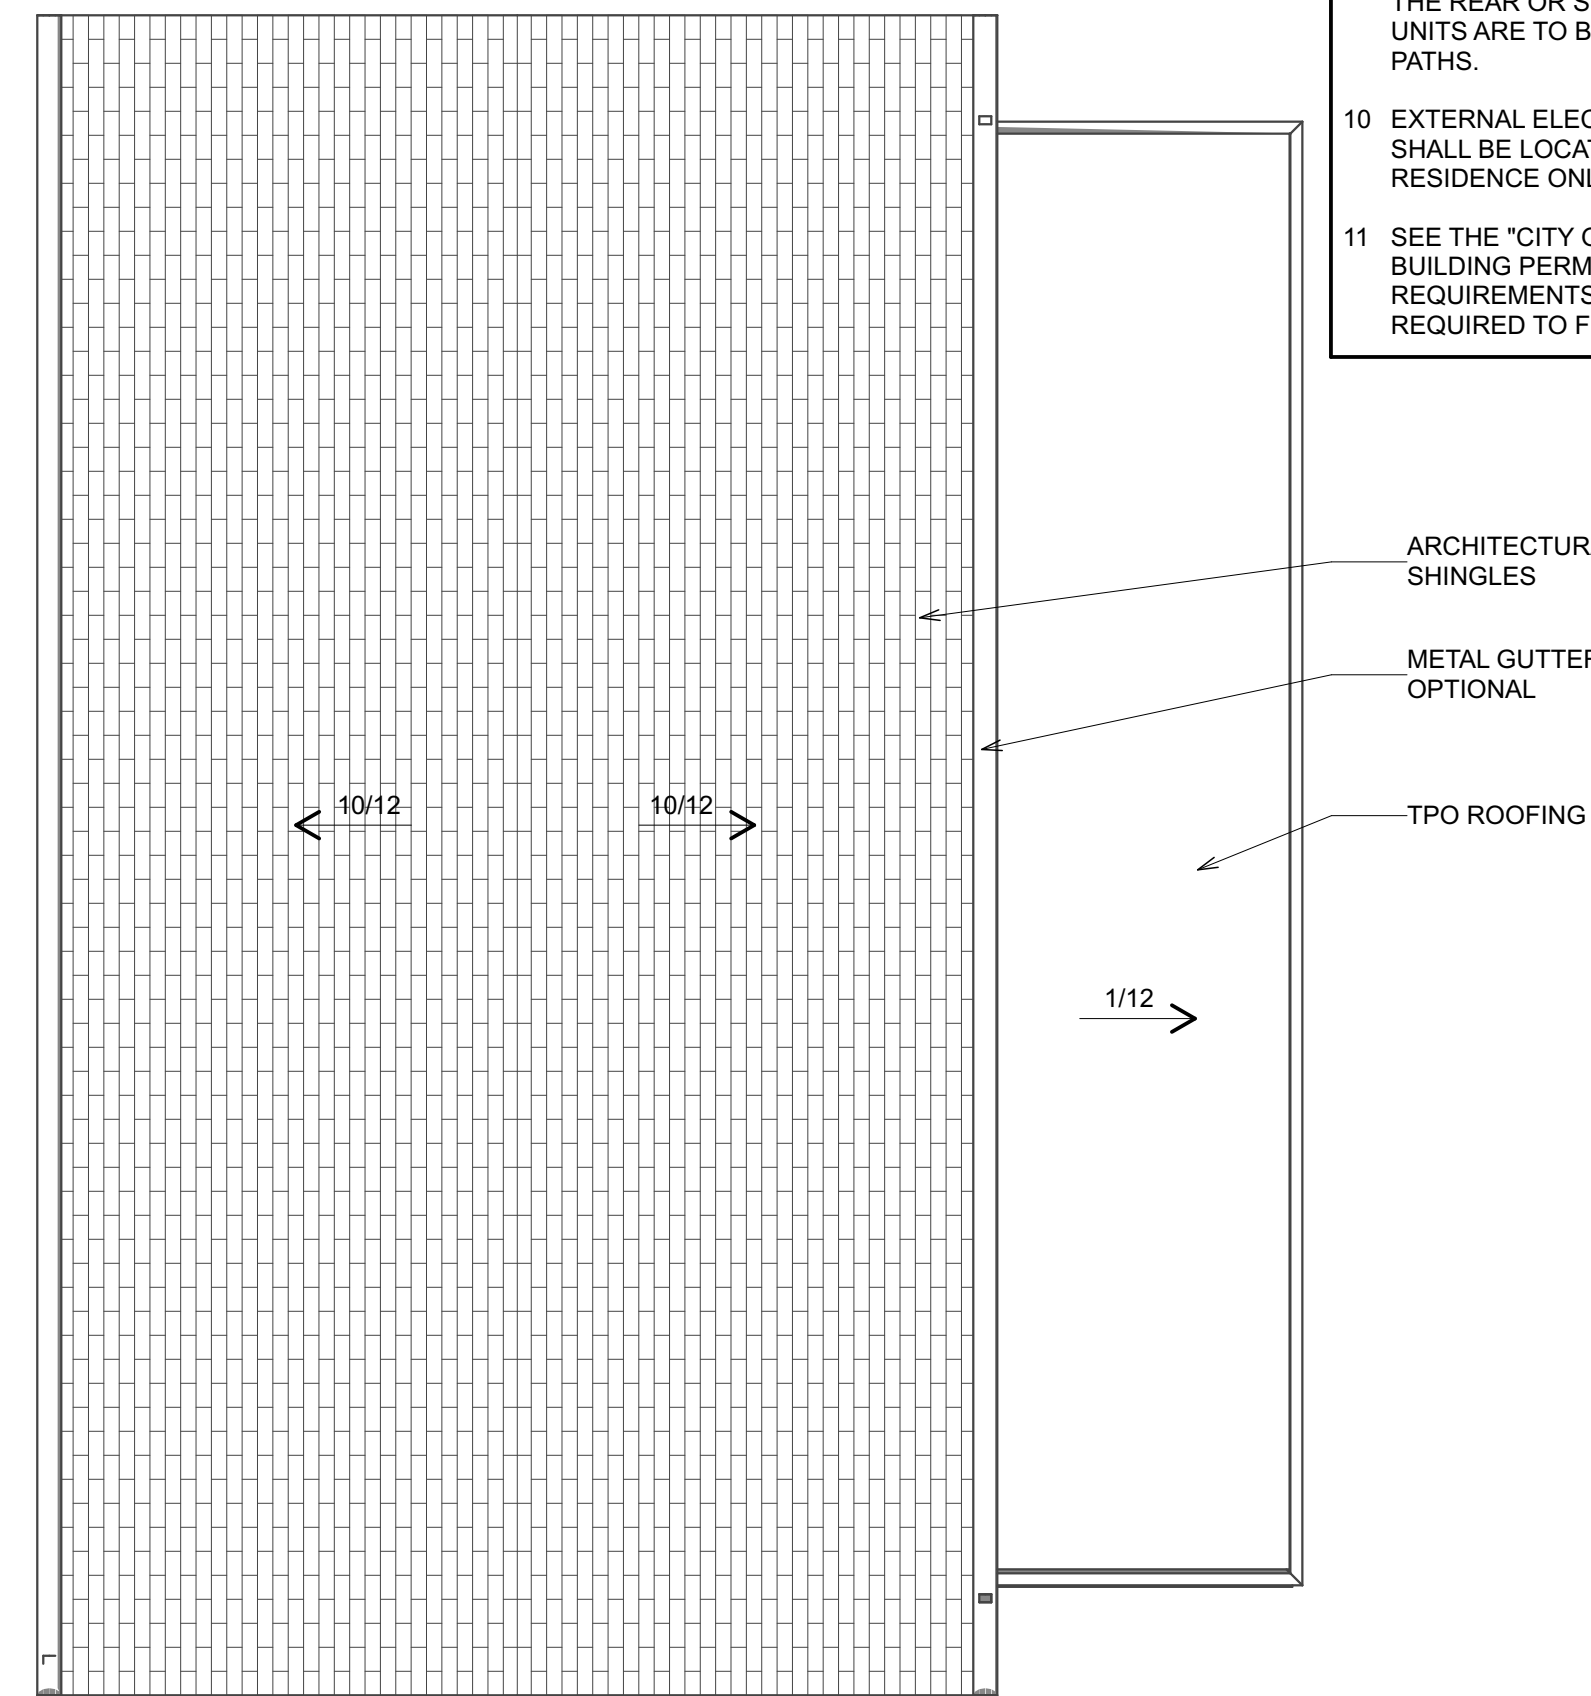 THE REAR OR S
UNITS ARE TO B
PATHS.
10 EXTERNAL ELEC
SHALL BE LOCAT
RESIDENCE ONL
11 SEE THE "CITY O
BUILDING PERM
REQUIREMENTS
REQUIRED TO F
ARCHITECTURA
SHINGLES
METAL GUTTER
OPTIONAL
10/12
10/12
TPO ROOFING
1/12